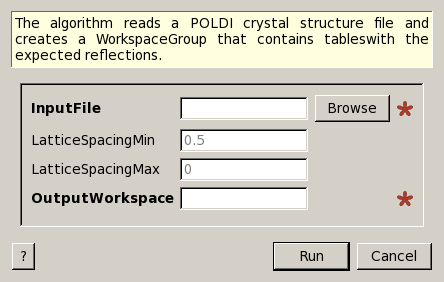 The algorithm reads a POLDI crystal structure file and
creates a WorkspaceGroup that contains tableswith the
expected reflections.
InputFile Browse *
LatticeSpacingMin 0.5
LatticeSpacingMax 0
OutputWorkspace *
? Run Cancel